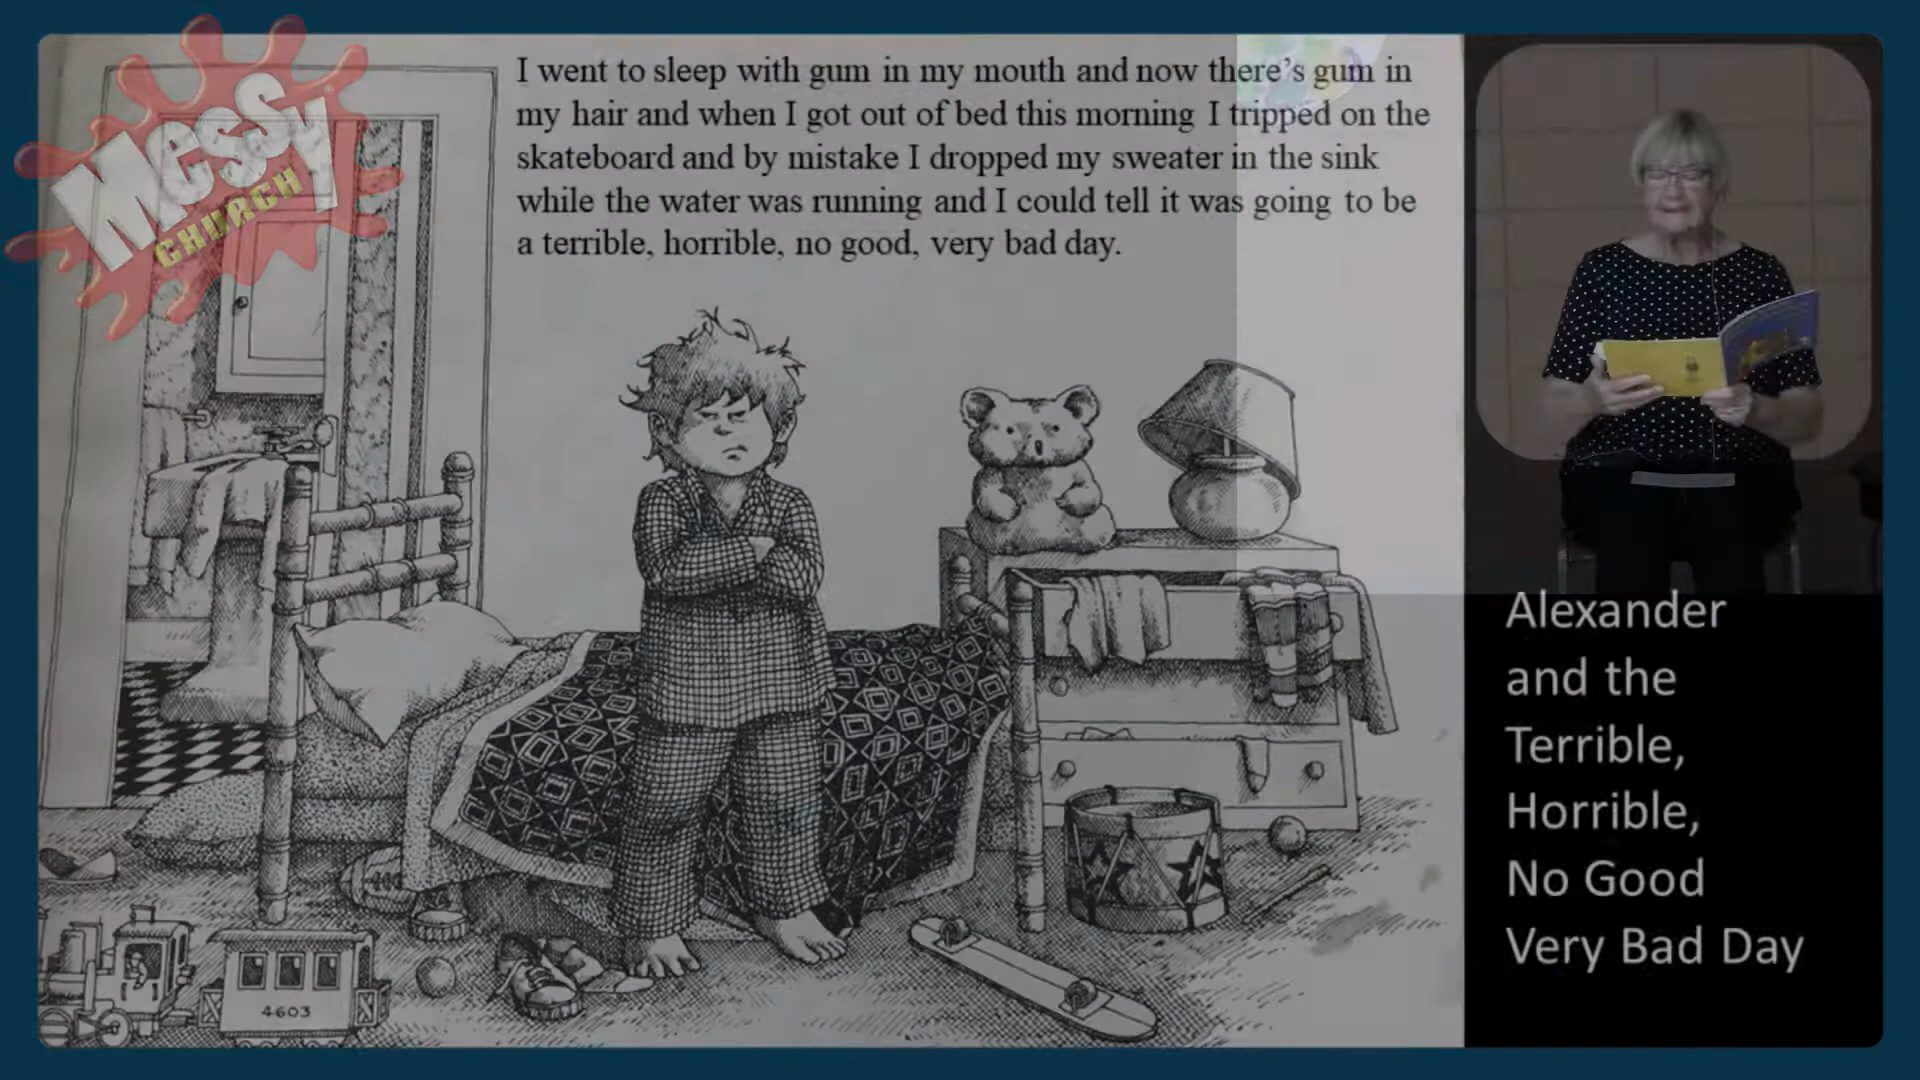 Messy
CHURCH
I went to sleep with gum in my mouth and now there's gum in
my hair and when I got out of bed this morning I tripped on the
skateboard and by mistake I dropped my sweater in the sink
while the water was running and I could tell it was going to be
a terrible, horrible, no good, very bad day.
4603
Alexander
and the
Terrible,
Horrible,
No Good
Very Bad Day